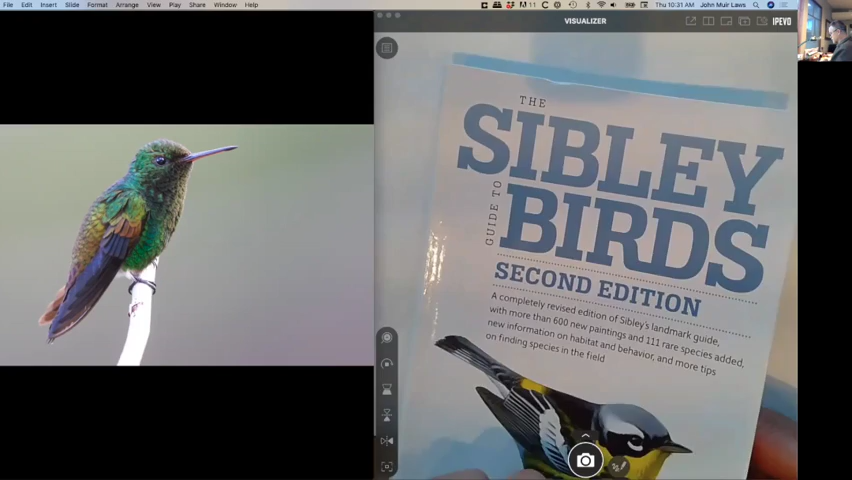 File Edit Insert Slide Format Arrange View Play Share Window Help
11
Thu 10:31 AM John Muir Laws
VISUALIZER
IPEVO
THE
SIBLEY
GUIDE TO
BIRDS
SECOND EDITION
A completely revised edition of Sibley's landmark guide,
with more than 600 new paintings and 111 rare species added,
new information on habitat and behavior, and more tips
on finding species in the field